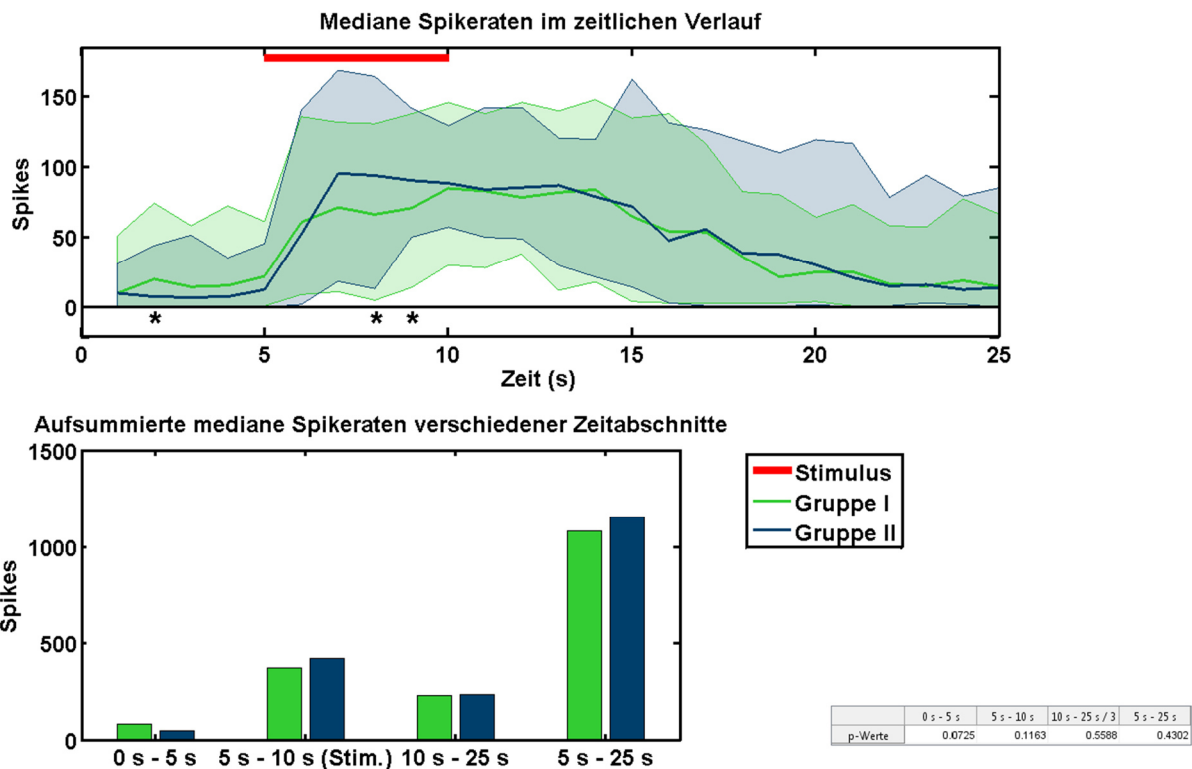 Mediane Spikeraten im zeitlichen Verlauf
150
100
50
0
Spikes
* * *
0 5 10 15 20 25
Zeit (s)
Aufsummierte mediane Spikeraten verschiedener Zeitabschnitte
1500
1000
500
0
Spikes
0 s - 5 s 5 s - 10 s (Stim.) 10 s - 25 s 5 s - 25 s
Stimulus
Gruppe I
Gruppe II
0 s - 5 s 5 s - 10 s 10 s - 25 s / 3 5 s - 25 s
p-Werte 0.0725 0.1163 0.5588 0.4302